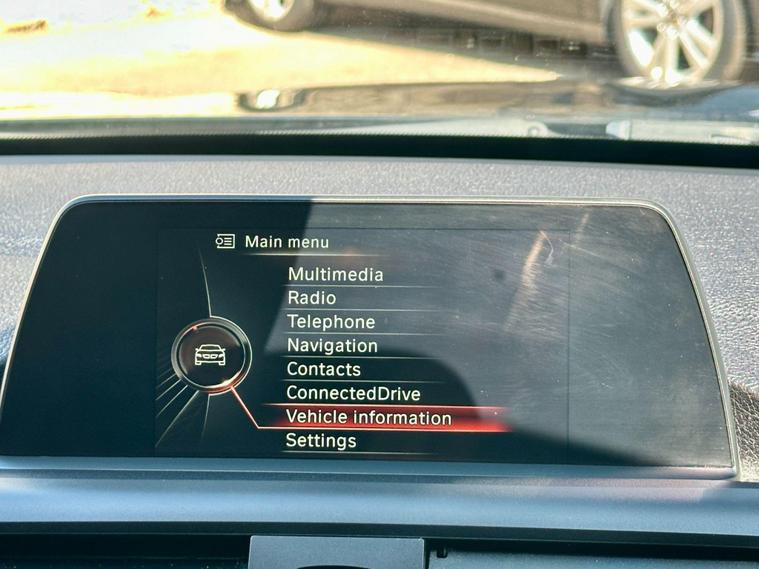 Main menu
Multimedia
Radio
Telephone
Navigation
Contacts
ConnectedDrive
Vehicle information
Settings